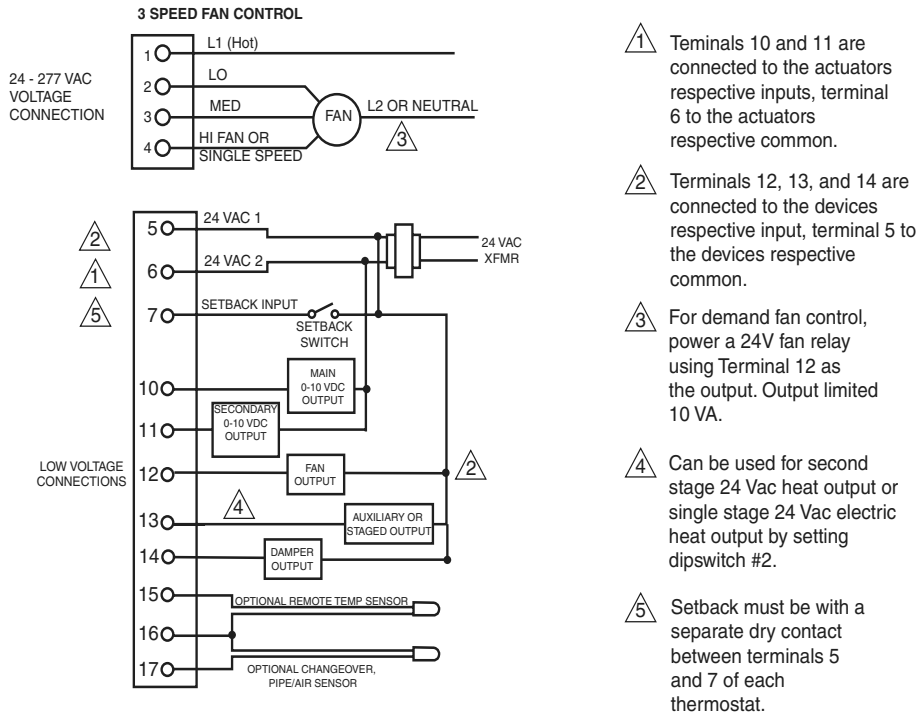 3 SPEED FAN CONTROL
24 - 277 VAC
VOLTAGE
CONNECTION
1
L1 (Hot)
2
LO
3
MED
4
HI FAN OR
SINGLE SPEED
FAN
L2 OR NEUTRAL
3
2
1
5
5
24 VAC 1
6
24 VAC 2
24 VAC
XFMR
7
SETBACK INPUT
SETBACK
SWITCH
10
MAIN
0-10 VDC
OUTPUT
11
SECONDARY
0-10 VDC
OUTPUT
LOW VOLTAGE
CONNECTIONS
12
FAN
OUTPUT
2
13
4
AUXILIARY OR
STAGED OUTPUT
14
DAMPER
OUTPUT
15
OPTIONAL REMOTE TEMP SENSOR
16
17
OPTIONAL CHANGEOVER,
PIPE/AIR SENSOR
1
Teminals 10 and 11 are
connected to the actuators
respective inputs, terminal
6 to the actuators
respective common.
2
Terminals 12, 13, and 14 are
connected to the devices
respective input, terminal 5 to
the devices respective
common.
3
For demand fan control,
power a 24V fan relay
using Terminal 12 as
the output. Output limited
10 VA.
4
Can be used for second
stage 24 Vac heat output or
single stage 24 Vac electric
heat output by setting
dipswitch #2.
5
Setback must be with a
separate dry contact
between terminals 5
and 7 of each
thermostat.